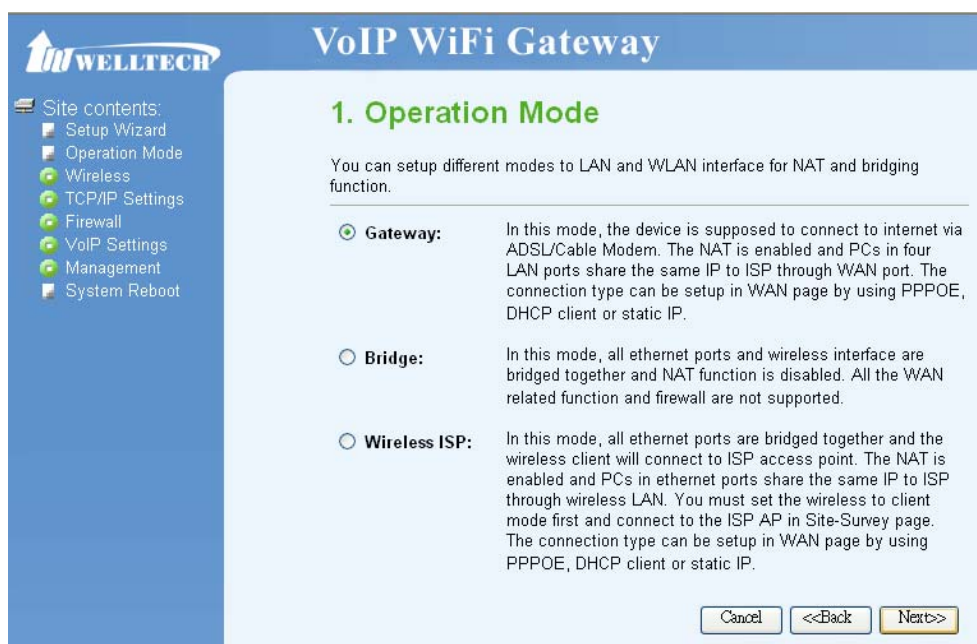 WELLTECH
VoIP WiFi Gateway
Site contents:
Setup Wizard
Operation Mode
Wireless
TCP/IP Settings
Firewall
VoIP Settings
Management
System Reboot
1. Operation Mode
You can setup different modes to LAN and WLAN interface for NAT and bridging
function.
Gateway:
In this mode, the device is supposed to connect to internet via
ADSL/Cable Modem. The NAT is enabled and PCs in four
LAN ports share the same IP to ISP through WAN port. The
connection type can be setup in WAN page by using PPPOE,
DHCP client or static IP.
Bridge:
In this mode, all ethernet ports and wireless interface are
bridged together and NAT function is disabled. All the WAN
related function and firewall are not supported.
Wireless ISP:
In this mode, all ethernet ports are bridged together and the
wireless client will connect to ISP access point. The NAT is
enabled and PCs in ethernet ports share the same IP to ISP
through wireless LAN. You must set the wireless to client
mode first and connect to the ISP AP in Site-Survey page.
The connection type can be setup in WAN page by using
PPPOE, DHCP client or static IP.
Cancel
<<Back
Next>>